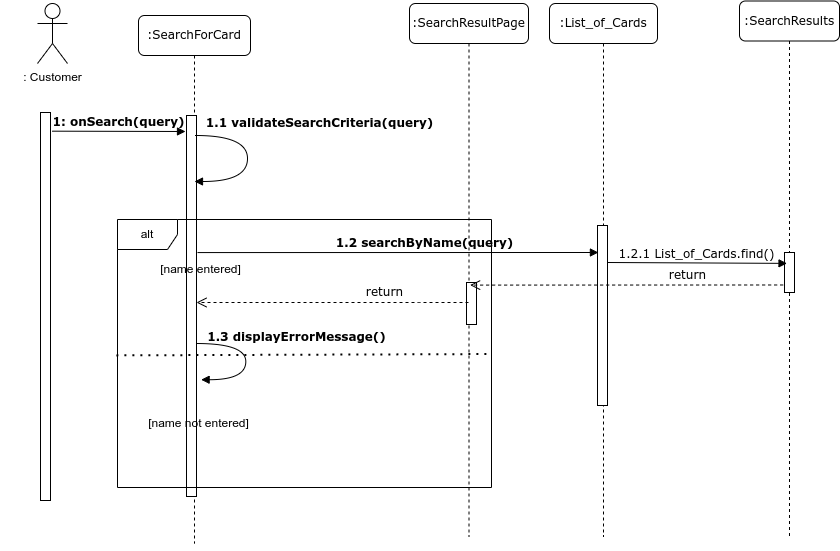 :SearchForCard
:SearchResultPage
:List_of_Cards
:SearchResults
: Customer
1: onSearch(query)
1.1 validateSearchCriteria(query)
alt
1.2 searchByName(query)
1.2.1 List_of_Cards.find()
[name entered]
return
return
1.3 displayErrorMessage()
[name not entered]